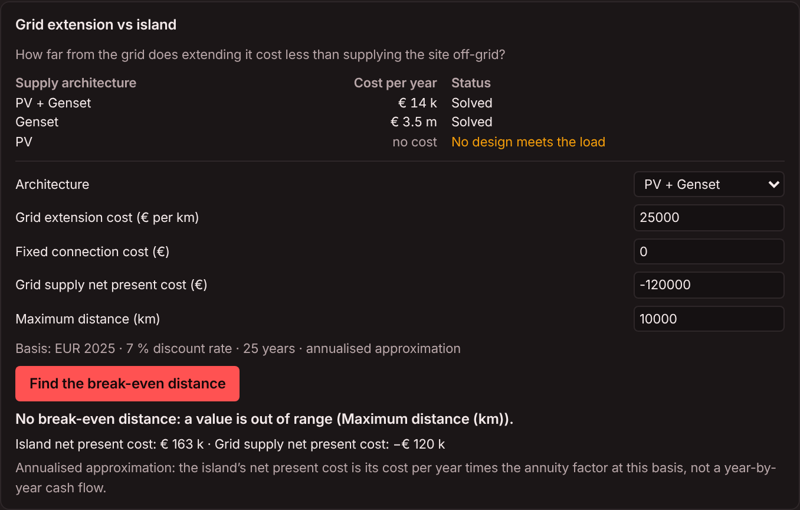 Grid extension vs island
How far from the grid does extending it cost less than supplying the site off-grid?
Supply architecture Cost per year Status
PV + Genset € 14 k Solved
Genset € 3.5 m Solved
PV no cost No design meets the load
Architecture PV + Genset
Grid extension cost (€ per km) 25000
Fixed connection cost (€) 0
Grid supply net present cost (€) -120000
Maximum distance (km) 10000
Basis: EUR 2025 · 7 % discount rate · 25 years · annualised approximation
Find the break-even distance
No break-even distance: a value is out of range (Maximum distance (km)).
Island net present cost: € 163 k · Grid supply net present cost: −€ 120 k
Annualised approximation: the island’s net present cost is its cost per year times the annuity factor at this basis, not a year-by-
year cash flow.